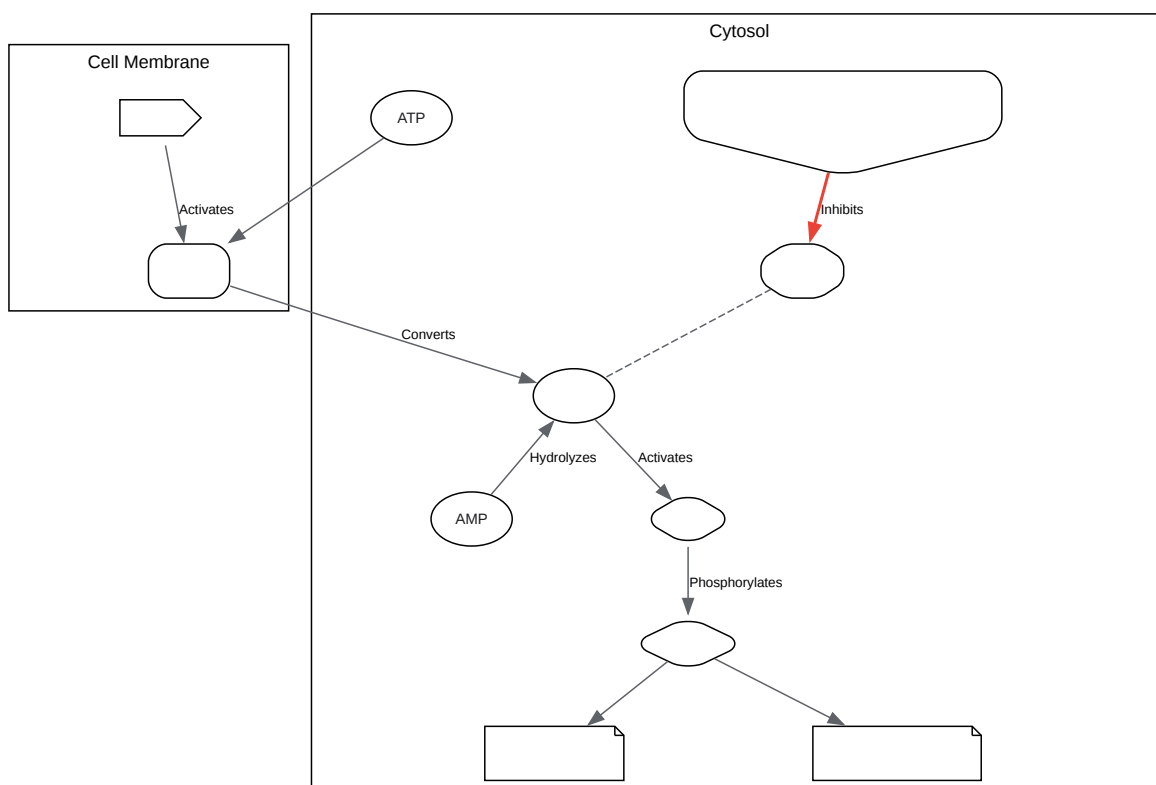 Cytosol
Cell Membrane
ATP
Activates
Inhibits
Converts
Hydrolyzes
Activates
AMP
Phosphorylates